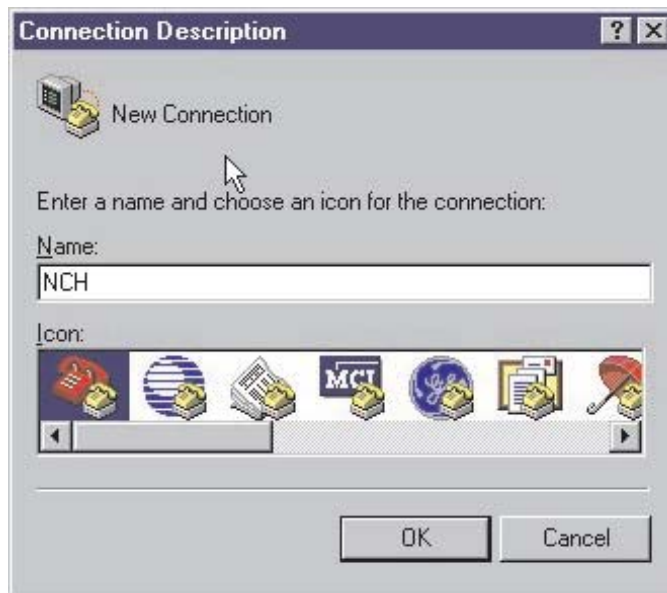 Connection Description
New Connection
Enter a name and choose an icon for the connection:
Name:
NCH
Icon:
MCI
OK Cancel